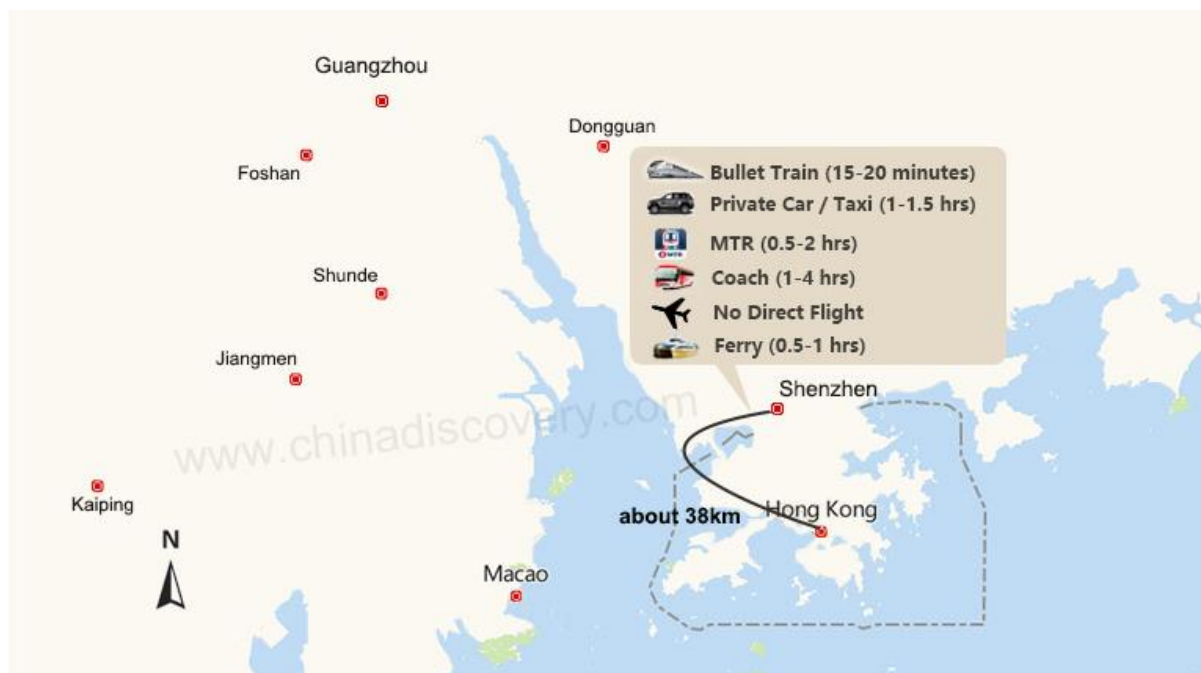 Guangzhou
Dongguan
Foshan
Bullet Train (15-20 minutes)
Private Car / Taxi (1-1.5 hrs)
MTR (0.5-2 hrs)
MTR
Coach (1-4 hrs)
No Direct Flight
Ferry (0.5-1 hrs)
Shunde
Jiangmen
Shenzhen
www.chinadiscovery.com
Kaiping
Hong Kong
about 38km
N
Macao